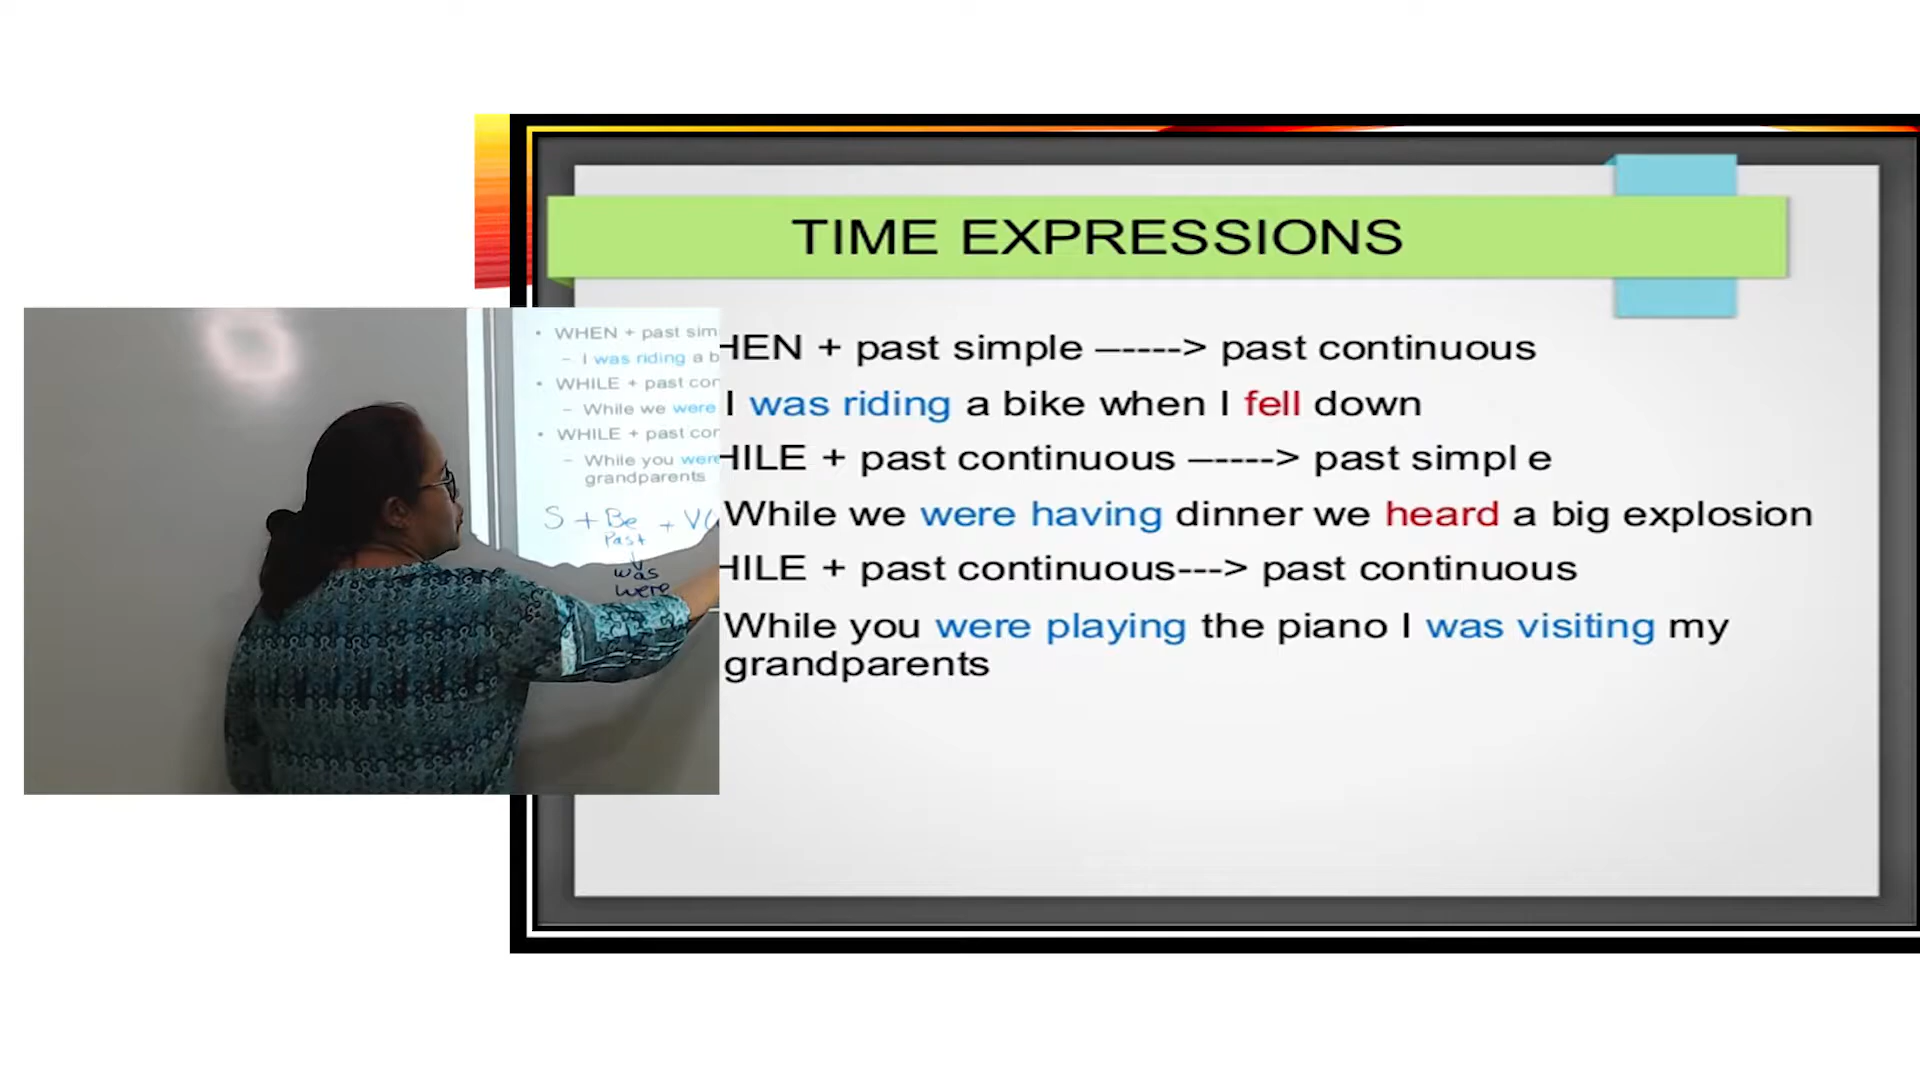 TIME EXPRESSIONS
HEN + past simple ------> past continuous
I was riding a bike when I fell down
HILE + past continuous ------> past simpl e
While we were having dinner we heard a big explosion
HILE + past continuous---> past continuous
While you were playing the piano I was visiting my
grandparents
• WHEN + past sim
– I was riding a b
• WHILE + past con
– While we were
• WHILE + past con
– While you were
grandparents
S + Be + V
Past
was
were